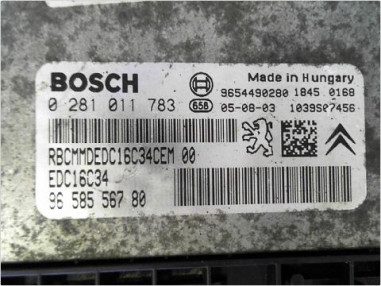 BOSCH
Made in Hungary
9654490280 1845 0168
0 281 011 783
656
05-08-03 1039S07456
RBCMMDEDC16C34CEM 00
EDC16C34
96 585 567 80